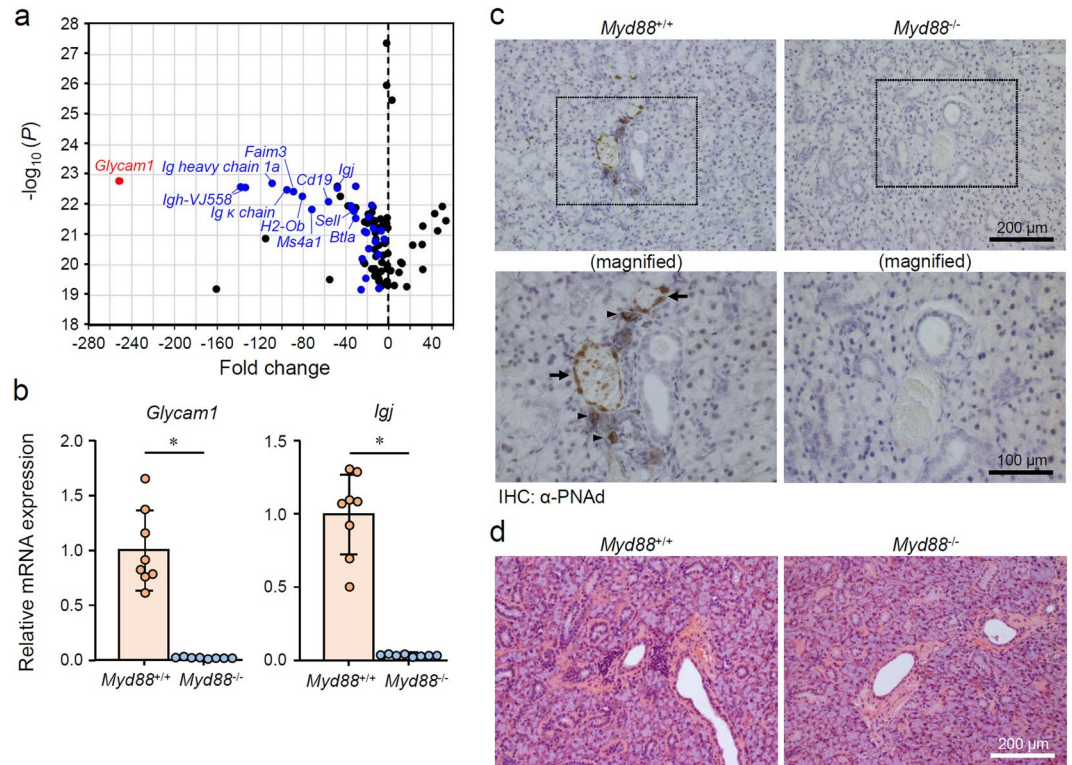 a
28
27
26
25
24
23
22
21
20
19
18
-log10 (P)
Glycam1
Ig heavy chain 1a
Faim3
Cd19
Igj
Igh-VJ558
Ig κ chain
H2-Ob
Ms4a1
Sell
Btla
-280 -240 -200 -160 -120 -80 -40 0 40
Fold change
b
Glycam1
Igj
Relative mRNA expression
2.0
1.5
1.0
0.5
0.0
*
Myd88+/+ Myd88-/-
1.5
1.0
0.5
0.0
*
Myd88+/+ Myd88-/-
c
Myd88+/+
Myd88-/-
200 μm
(magnified)
(magnified)
100 μm
IHC: α-PNAd
d
Myd88+/+
Myd88-/-
200 μm